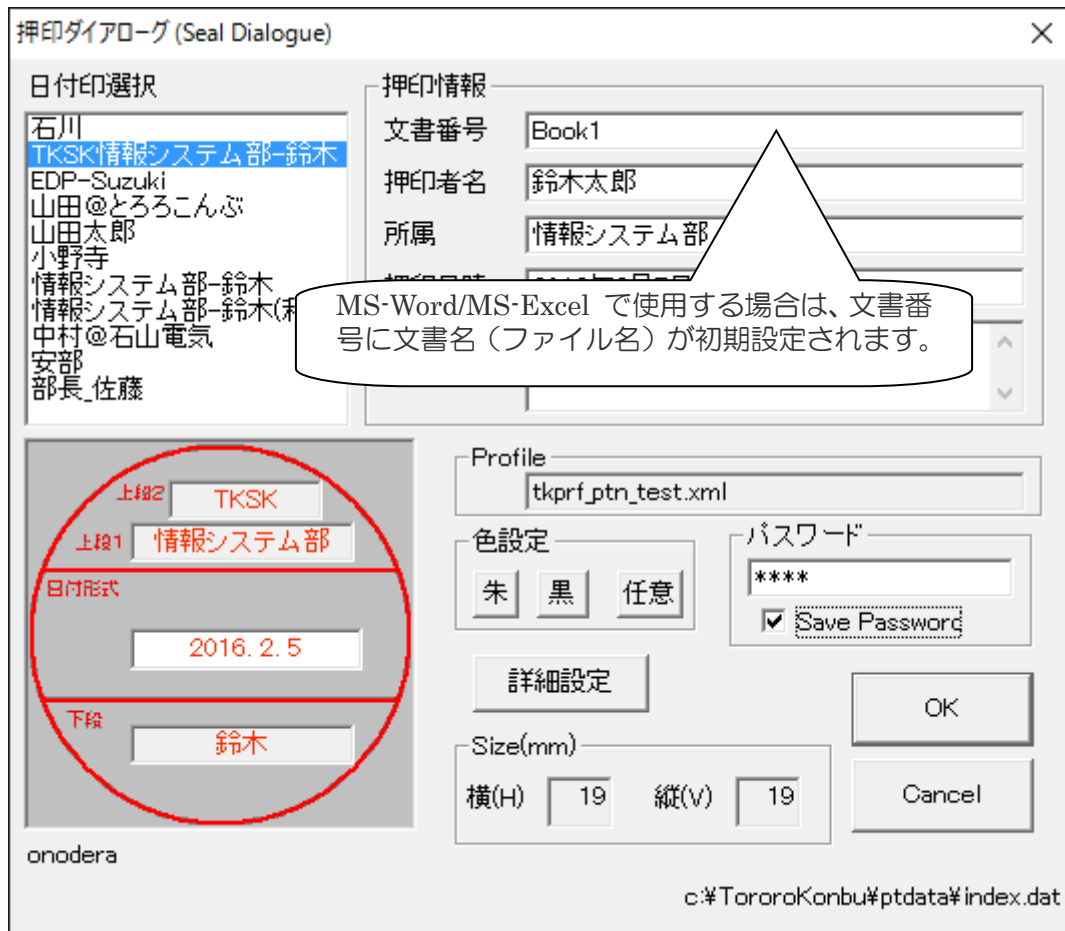 押印ダイアローグ (Seal Dialogue)
日付印選択
石川
TKSK情報システム部-鈴木
EDP-Suzuki
山田@とろろこんぶ
山田太郎
小野寺
情報システム部-鈴木
情報システム部-鈴木(
中村@石山電気
安部
部長_佐藤
押印情報
文書番号
Book1
押印者名
鈴木太郎
所属
情報システム部
MS-Word/MS-Excel で使用する場合は、文書番
号に文書名（ファイル名）が初期設定されます。
上段2
TKSK
上段1
情報システム部
日付形式
2016. 2. 5
下段
鈴木
onodera
Profile
tkprf_ptn_test.xml
色設定
朱
黒
任意
パスワード
****
Save Password
詳細設定
Size(mm)
横(H)
19
縦(V)
19
OK
Cancel
c:¥TororoKonbu¥ptdata¥index.dat